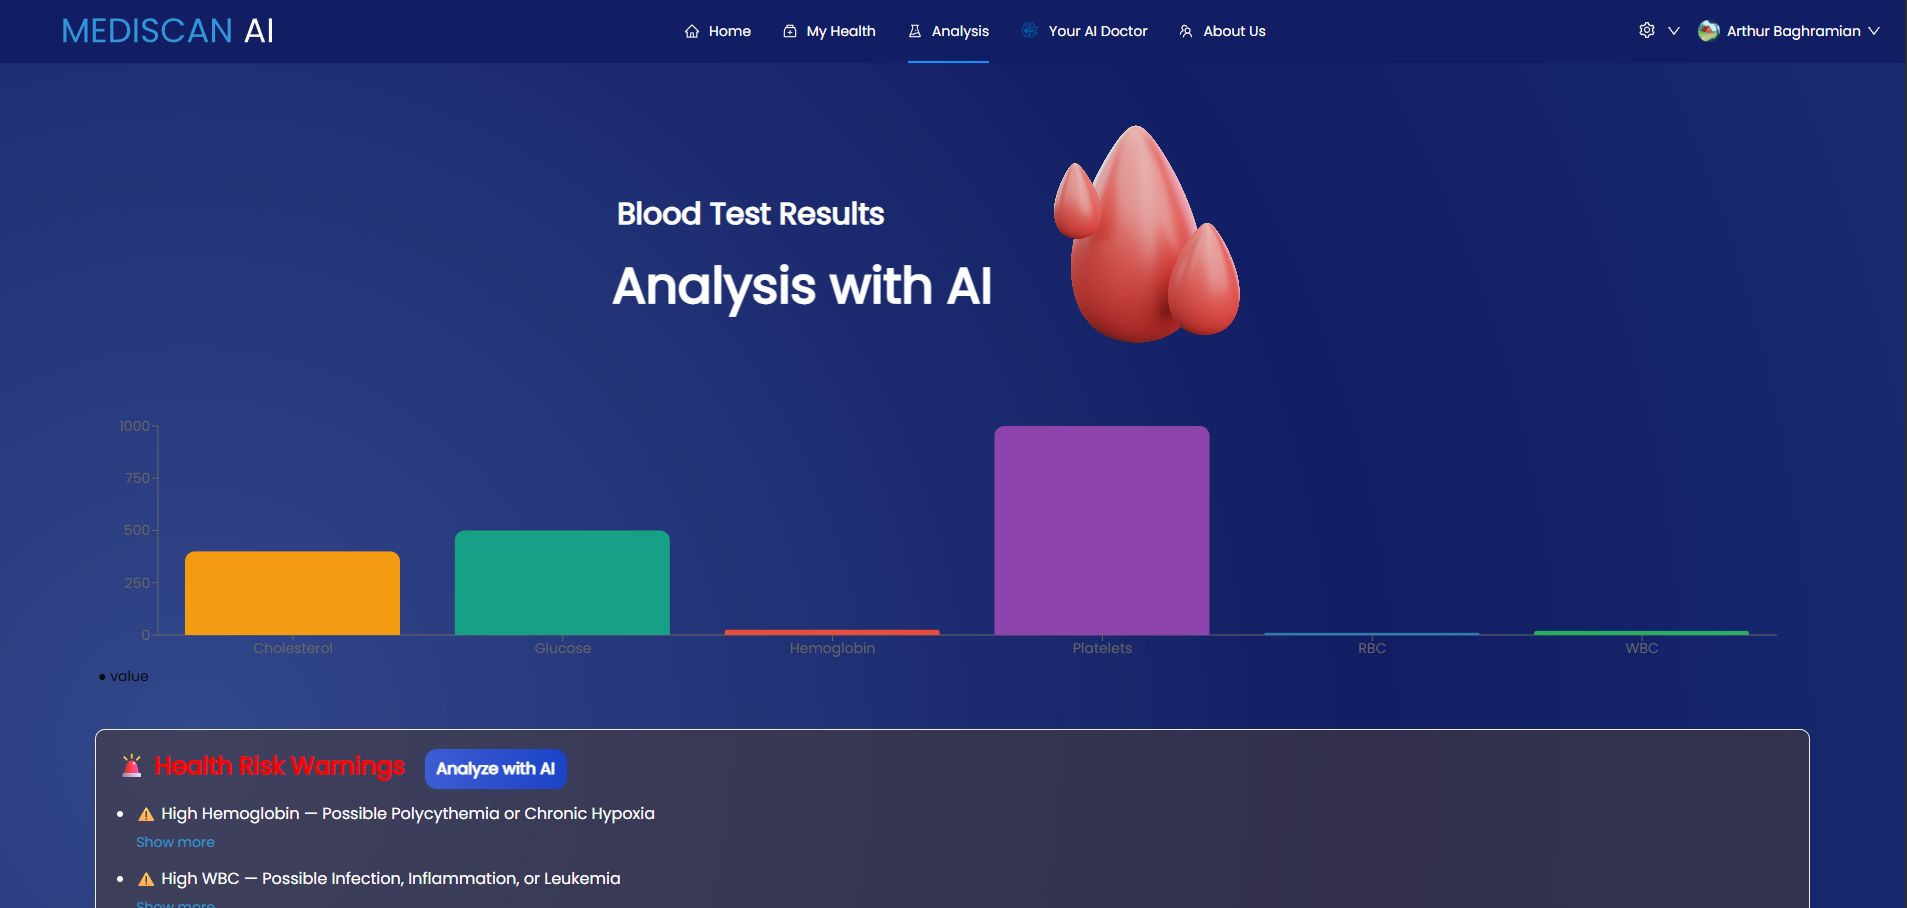 MEDISCAN AI
Home
My Health
Analysis
Your AI Doctor
About Us
Arthur Baghramian
Blood Test Results
Analysis with AI
1000
750
500
250
0
Cholesterol
Glucose
Hemoglobin
Platelets
RBC
WBC
● value
Health Risk Warnings
Analyze with AI
• High Hemoglobin — Possible Polycythemia or Chronic Hypoxia
Show more
• High WBC — Possible Infection, Inflammation, or Leukemia
Show more